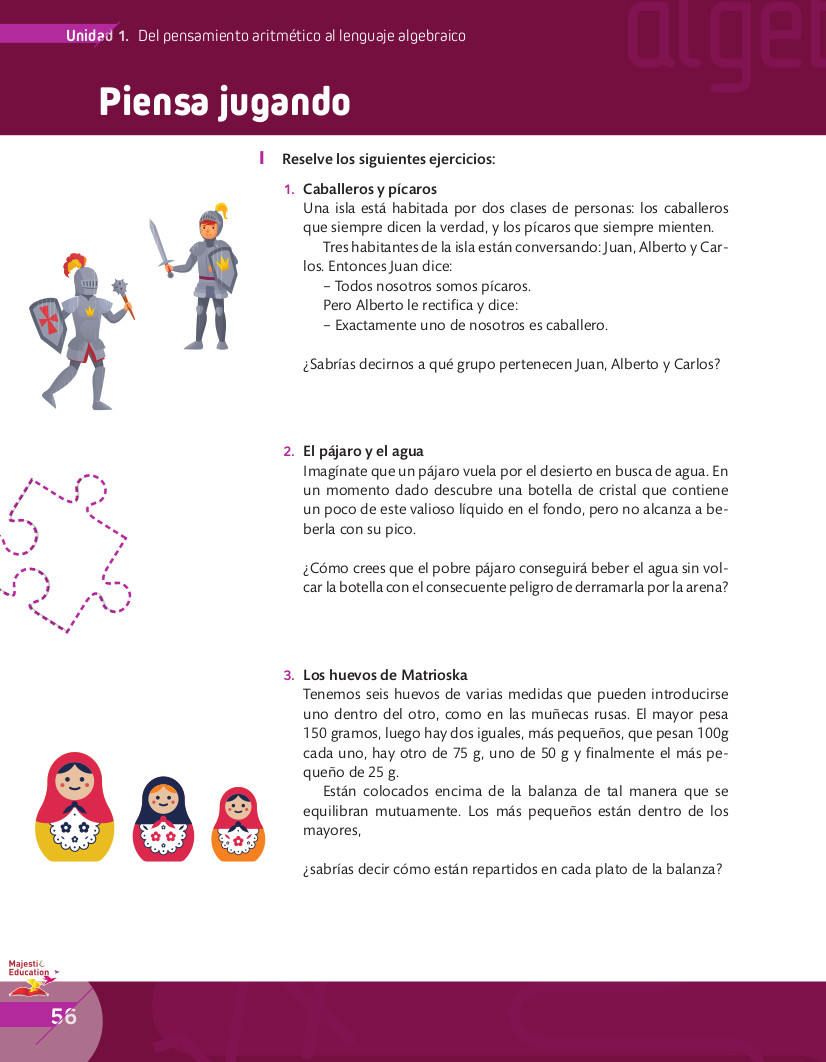 algeb
Unidad 1. Del pensamiento aritmético al lenguaje algebraico
Piensa jugando
I Reselve los siguientes ejercicios:
1. Caballeros y pícaros
Una isla está habitada por dos clases de personas: los caballeros
que siempre dicen la verdad, y los pícaros que siempre mienten.
Tres habitantes de la isla están conversando: Juan, Alberto y Car-
los. Entonces Juan dice:
– Todos nosotros somos pícaros.
Pero Alberto le rectifica y dice:
– Exactamente uno de nosotros es caballero.
¿Sabrías decirnos a qué grupo pertenecen Juan, Alberto y Carlos?
2. El pájaro y el agua
Imagínate que un pájaro vuela por el desierto en busca de agua. En
un momento dado descubre una botella de cristal que contiene
un poco de este valioso líquido en el fondo, pero no alcanza a be-
berla con su pico.
¿Cómo crees que el pobre pájaro conseguirá beber el agua sin vol-
car la botella con el consecuente peligro de derramarla por la arena?
3. Los huevos de Matrioska
Tenemos seis huevos de varias medidas que pueden introducirse
uno dentro del otro, como en las muñecas rusas. El mayor pesa
150 gramos, luego hay dos iguales, más pequeños, que pesan 100g
cada uno, hay otro de 75 g, uno de 50 g y finalmente el más pe-
queño de 25 g.
Están colocados encima de la balanza de tal manera que se
equilibran mutuamente. Los más pequeños están dentro de los
mayores,
¿sabrías decir cómo están repartidos en cada plato de la balanza?
Majestic
Education
56